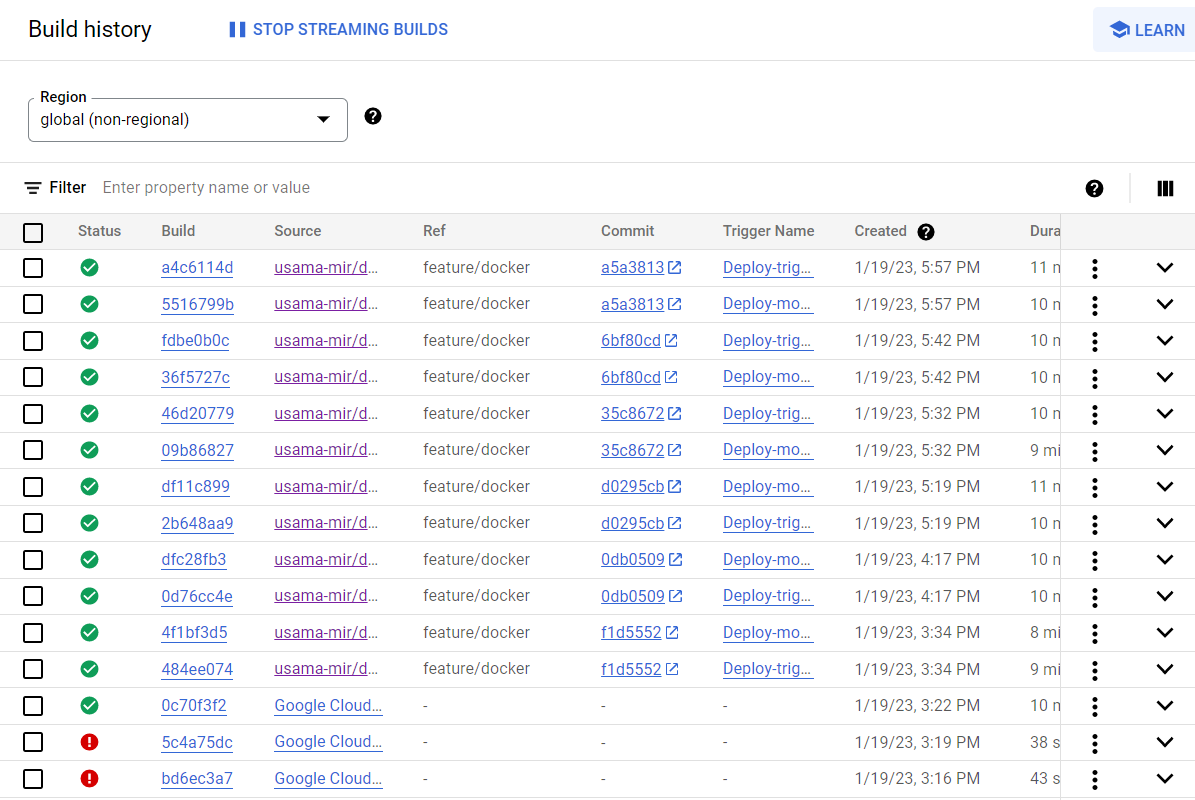 Build history STOP STREAMING BUILDS LEARN
Region
global (non-regional)
Filter Enter property name or value
Status Build Source Ref Commit Trigger Name Created Dura
a4c6114d usama-mir/d... feature/docker a5a3813 Deploy-trig... 1/19/23, 5:57 PM 11 m
5516799b usama-mir/d... feature/docker a5a3813 Deploy-mo... 1/19/23, 5:57 PM 10 m
fdbe0b0c usama-mir/d... feature/docker 6bf80cd Deploy-trig... 1/19/23, 5:42 PM 10 m
36f5727c usama-mir/d... feature/docker 6bf80cd Deploy-mo... 1/19/23, 5:42 PM 10 m
46d20779 usama-mir/d... feature/docker 35c8672 Deploy-trig... 1/19/23, 5:32 PM 10 m
09b86827 usama-mir/d... feature/docker 35c8672 Deploy-mo... 1/19/23, 5:32 PM 9 mi
df11c899 usama-mir/d... feature/docker d0295cb Deploy-mo... 1/19/23, 5:19 PM 11 m
2b648aa9 usama-mir/d... feature/docker d0295cb Deploy-trig... 1/19/23, 5:19 PM 10 m
dfc28fb3 usama-mir/d... feature/docker 0db0509 Deploy-mo... 1/19/23, 4:17 PM 10 m
0d76cc4e usama-mir/d... feature/docker 0db0509 Deploy-trig... 1/19/23, 4:17 PM 10 m
4f1bf3d5 usama-mir/d... feature/docker f1d5552 Deploy-mo... 1/19/23, 3:34 PM 8 mi
484ee074 usama-mir/d... feature/docker f1d5552 Deploy-trig... 1/19/23, 3:34 PM 9 mi
0c70f3f2 Google Cloud... - - - 1/19/23, 3:22 PM 10 m
5c4a75dc Google Cloud... - - - 1/19/23, 3:19 PM 38 s
bd6ec3a7 Google Cloud... - - - 1/19/23, 3:16 PM 43 s